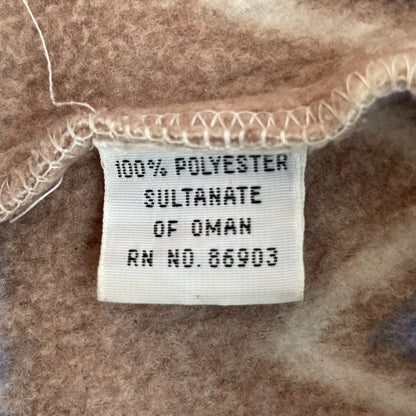 100% POLYESTER
SULTANATE
OF OMAN
RN NO. 86903